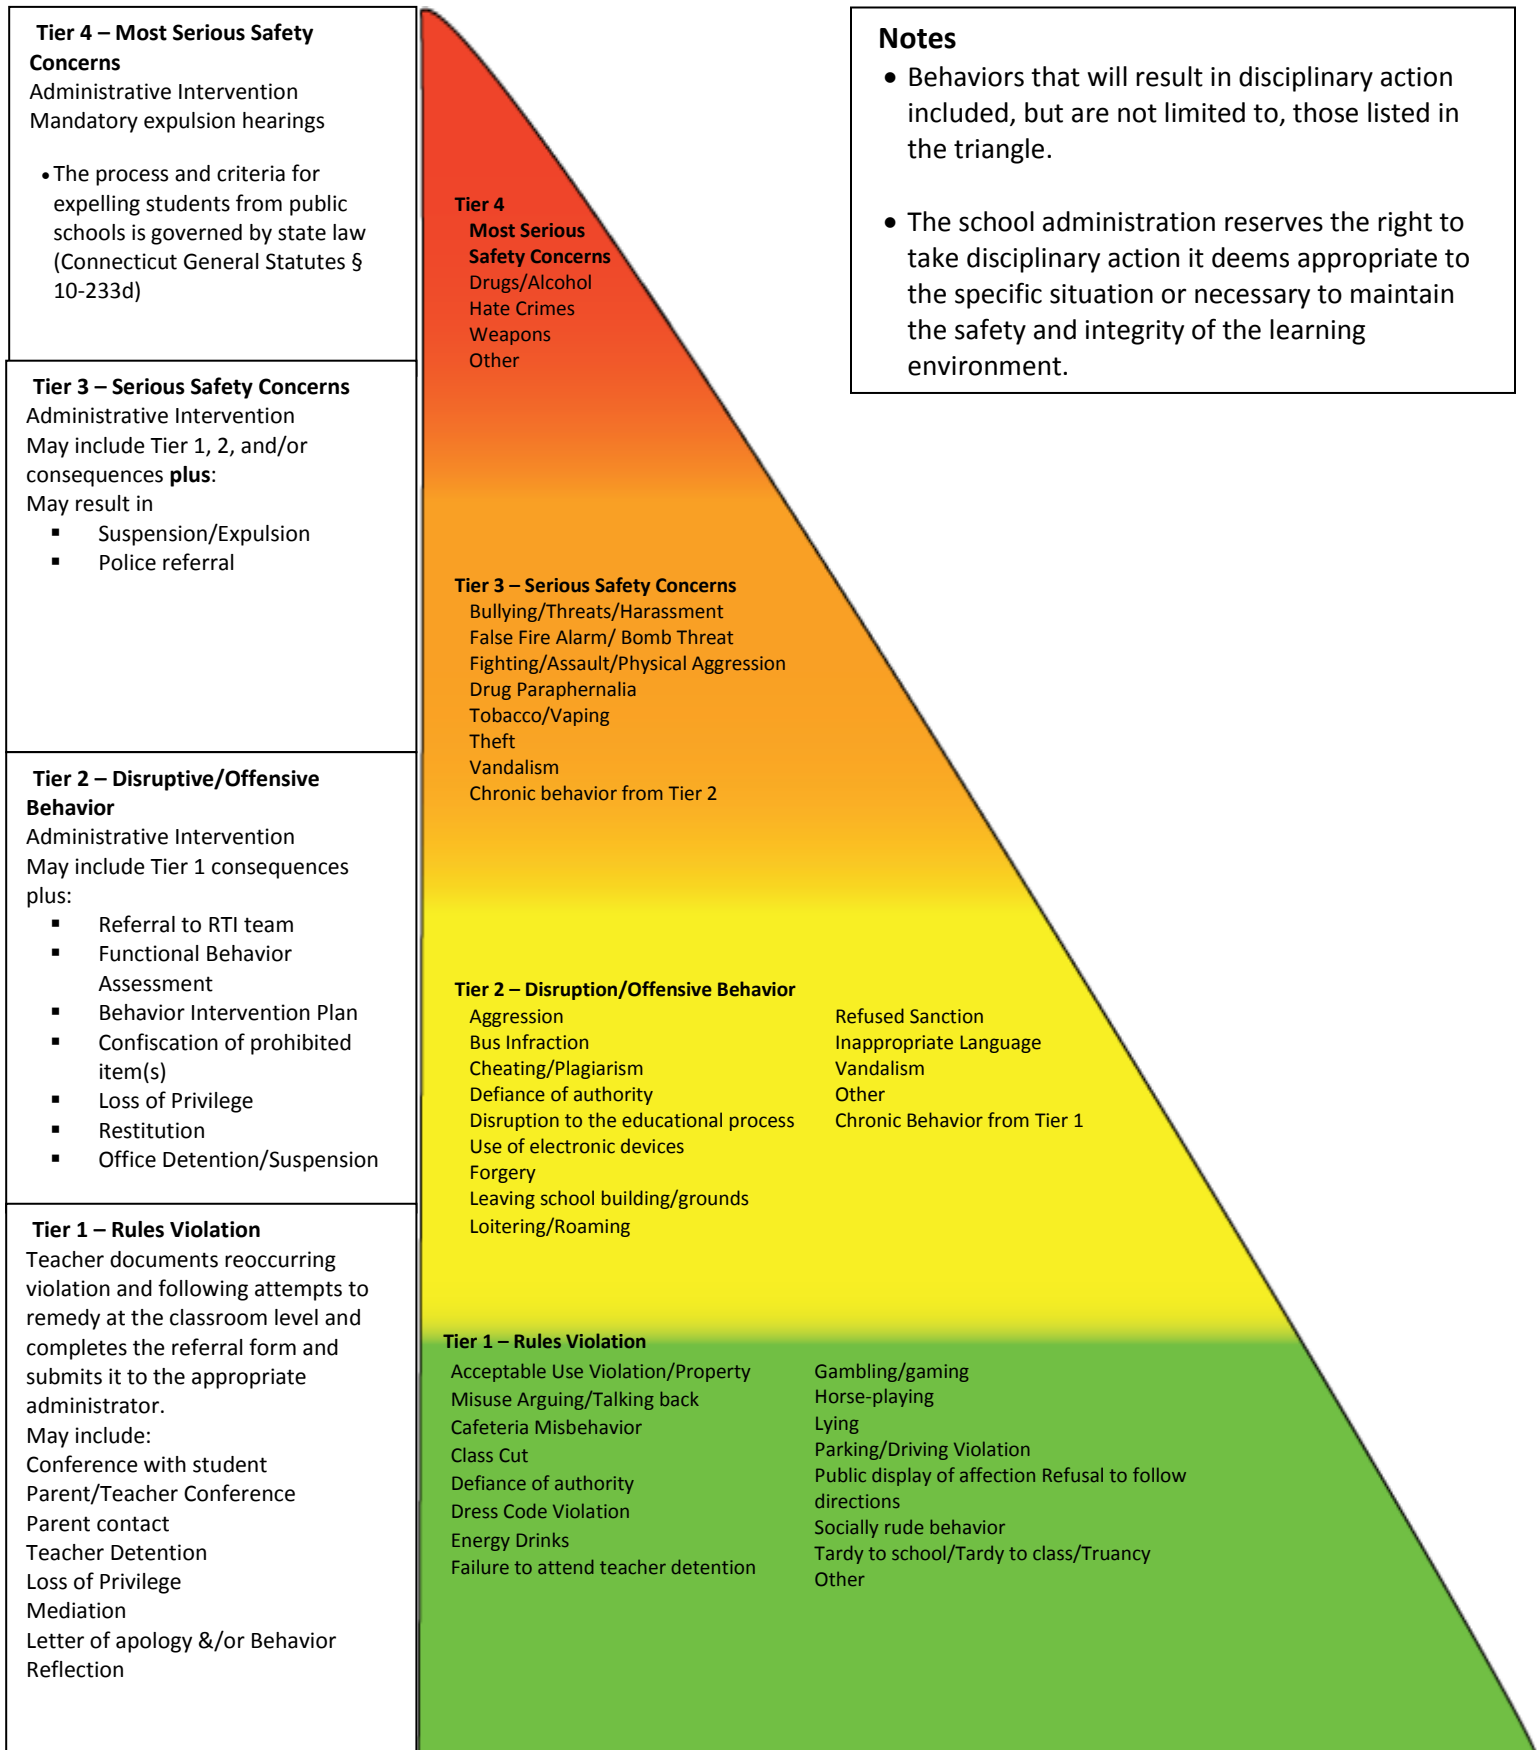 Tier 4 – Most Serious Safety
Concerns
Administrative Intervention
Mandatory expulsion hearings
• The process and criteria for
expelling students from public
schools is governed by state law
(Connecticut General Statutes §
10-233d)
Tier 3 – Serious Safety Concerns
Administrative Intervention
May include Tier 1, 2, and/or
consequences plus:
May result in
▪ Suspension/Expulsion
▪ Police referral
Tier 2 – Disruptive/Offensive
Behavior
Administrative Intervention
May include Tier 1 consequences
plus:
▪ Referral to RTI team
▪ Functional Behavior
Assessment
▪ Behavior Intervention Plan
▪ Confiscation of prohibited
item(s)
▪ Loss of Privilege
▪ Restitution
▪ Office Detention/Suspension
Tier 1 – Rules Violation
Teacher documents reoccurring
violation and following attempts to
remedy at the classroom level and
completes the referral form and
submits it to the appropriate
administrator.
May include:
Conference with student
Parent/Teacher Conference
Parent contact
Teacher Detention
Loss of Privilege
Mediation
Letter of apology &/or Behavior
Reflection
Tier 4
Most Serious
Safety Concerns
Drugs/Alcohol
Hate Crimes
Weapons
Other
Tier 3 – Serious Safety Concerns
Bullying/Threats/Harassment
False Fire Alarm/ Bomb Threat
Fighting/Assault/Physical Aggression
Drug Paraphernalia
Tobacco/Vaping
Theft
Vandalism
Chronic behavior from Tier 2
Tier 2 – Disruption/Offensive Behavior
Aggression
Bus Infraction
Cheating/Plagiarism
Defiance of authority
Disruption to the educational process
Use of electronic devices
Forgery
Leaving school building/grounds
Loitering/Roaming
Refused Sanction
Inappropriate Language
Vandalism
Other
Chronic Behavior from Tier 1
Tier 1 – Rules Violation
Acceptable Use Violation/Property
Misuse Arguing/Talking back
Cafeteria Misbehavior
Class Cut
Defiance of authority
Dress Code Violation
Energy Drinks
Failure to attend teacher detention
Gambling/gaming
Horse-playing
Lying
Parking/Driving Violation
Public display of affection Refusal to follow
directions
Socially rude behavior
Tardy to school/Tardy to class/Truancy
Other
Notes
• Behaviors that will result in disciplinary action
included, but are not limited to, those listed in
the triangle.
• The school administration reserves the right to
take disciplinary action it deems appropriate to
the specific situation or necessary to maintain
the safety and integrity of the learning
environment.